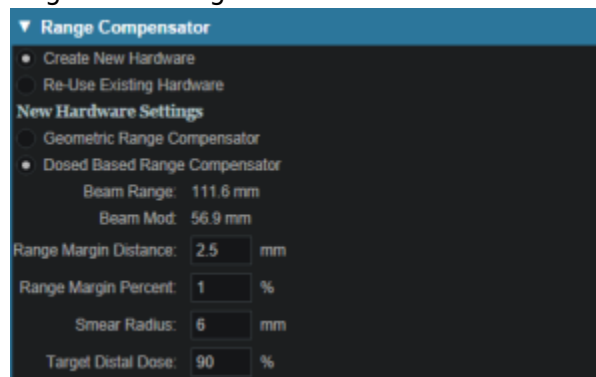 ▼ Range Compensator
Create New Hardware
Re-Use Existing Hardware
New Hardware Settings
Geometric Range Compensator
Dosed Based Range Compensator
Beam Range: 111.6 mm
Beam Mod: 56.9 mm
Range Margin Distance: 2.5 mm
Range Margin Percent: 1 %
Smear Radius: 6 mm
Target Distal Dose: 90 %